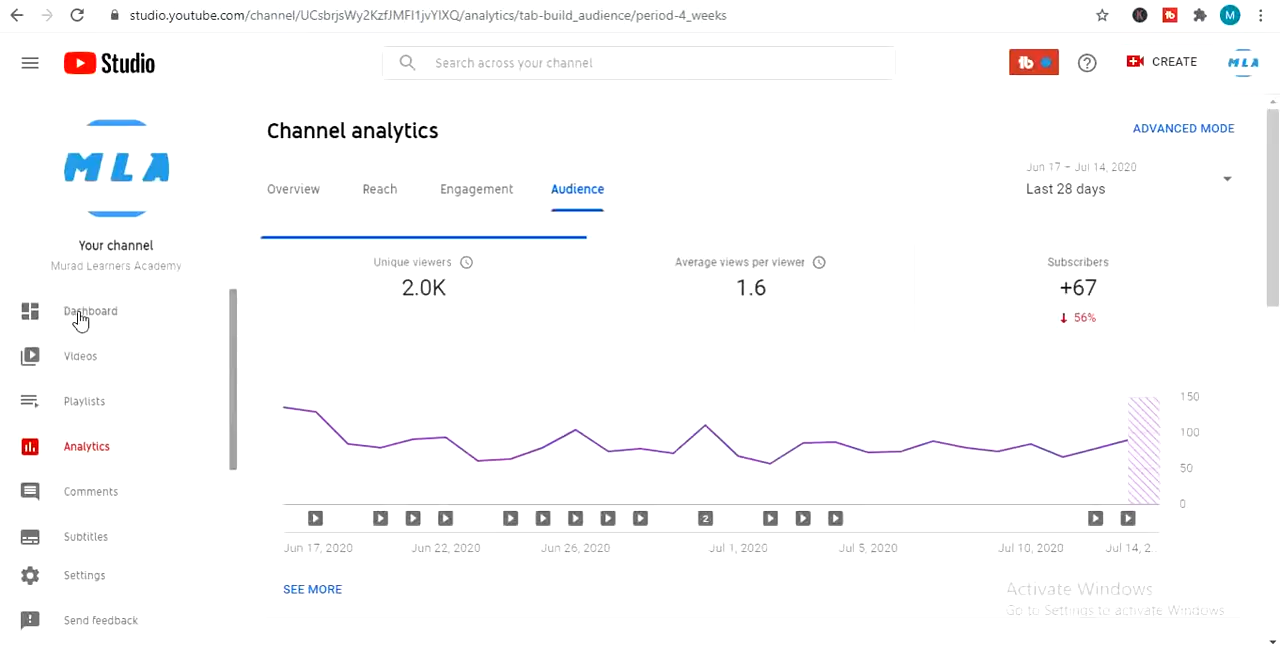 studio.youtube.com/channel/UCsbrjsWy2KzfJMFI1jvYlXQ/analytics/tab-build_audience/period-4_weeks
K
tb
M
Studio
Search across your channel
tb
?
CREATE
MLA
MLA
Your channel
Murad Learners Academy
Dashboard
Videos
Playlists
Analytics
Comments
Subtitles
Settings
Send feedback
Channel analytics
ADVANCED MODE
Overview
Reach
Engagement
Audience
Jun 17 – Jul 14, 2020
Last 28 days
Unique viewers
2.0K
Average views per viewer
1.6
Subscribers
+67
56%
150
100
50
0
2
Jun 17, 2020
Jun 22, 2020
Jun 26, 2020
Jul 1, 2020
Jul 5, 2020
Jul 10, 2020
Jul 14, 2...
SEE MORE
Activate Windows
Go to Settings to activate Windows.